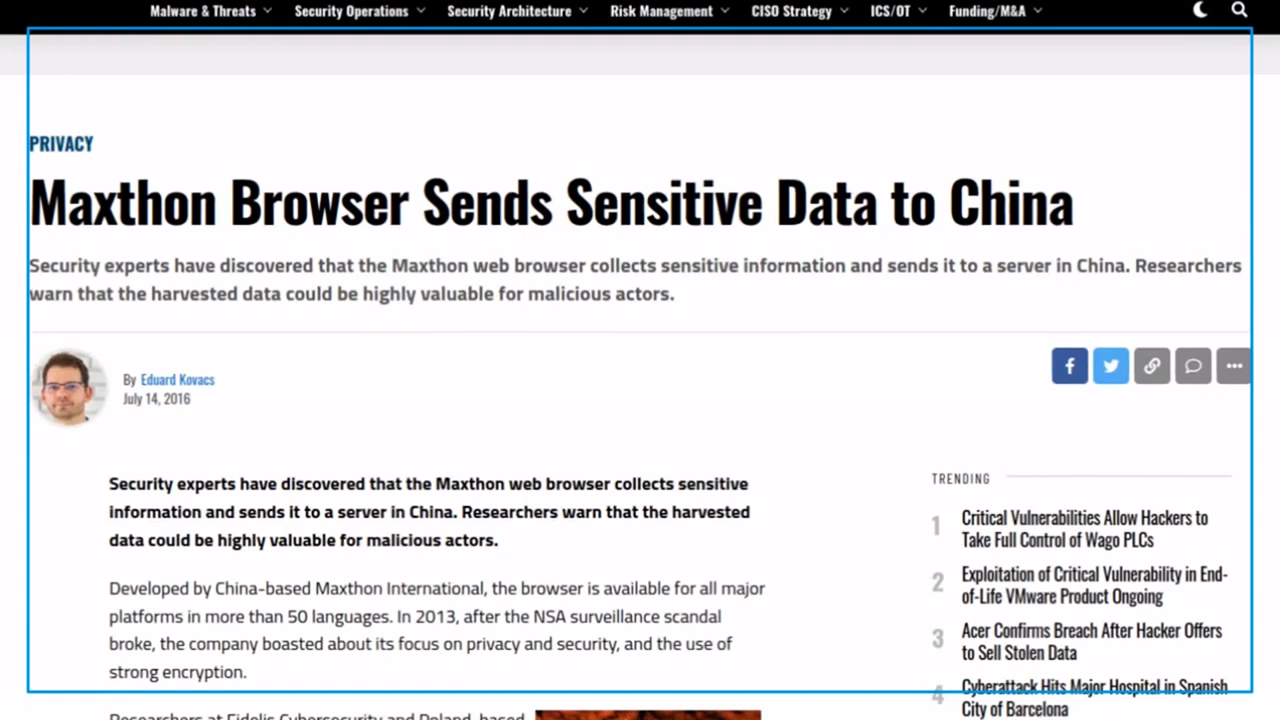 Malware & Threats Security Operations Security Architecture Risk Management CISO Strategy ICS/OT Funding/M&A
PRIVACY
Maxthon Browser Sends Sensitive Data to China
Security experts have discovered that the Maxthon web browser collects sensitive information and sends it to a server in China. Researchers
warn that the harvested data could be highly valuable for malicious actors.
By Eduard Kovacs
July 14, 2016
Security experts have discovered that the Maxthon web browser collects sensitive
information and sends it to a server in China. Researchers warn that the harvested
data could be highly valuable for malicious actors.
Developed by China-based Maxthon International, the browser is available for all major
platforms in more than 50 languages. In 2013, after the NSA surveillance scandal
broke, the company boasted about its focus on privacy and security, and the use of
strong encryption.
Researchers at Fidelis Cybersecurity and Poland-based
TRENDING
1 Critical Vulnerabilities Allow Hackers to
Take Full Control of Wago PLCs
2 Exploitation of Critical Vulnerability in End-
of-Life VMware Product Ongoing
3 Acer Confirms Breach After Hacker Offers
to Sell Stolen Data
4 Cyberattack Hits Major Hospital in Spanish
City of Barcelona